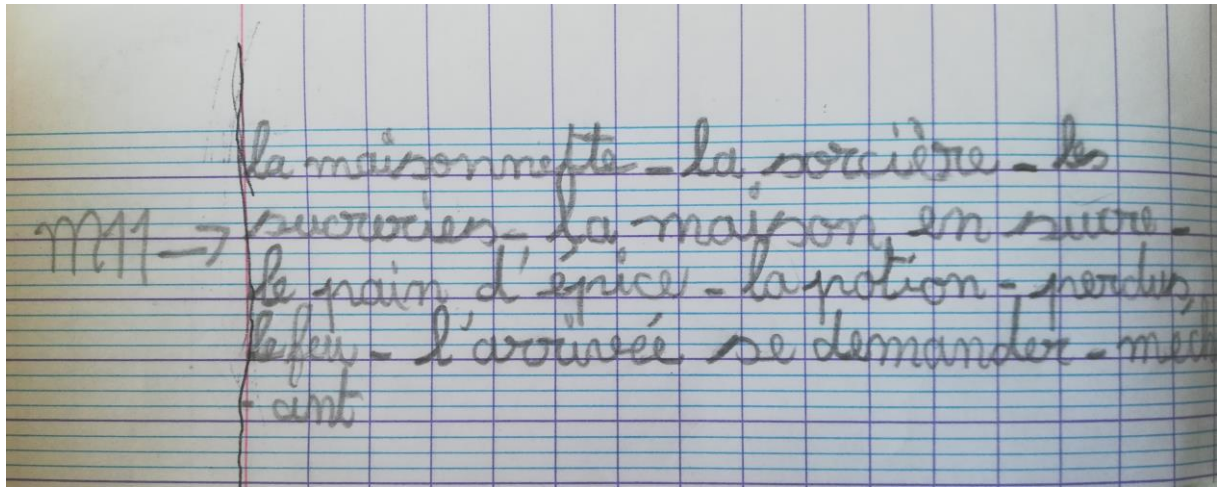 la maisonnette - la sorcière - les
M11 → sucreries - la maison en sucre -
le pain d'épice - la potion - perdus,
le feu - l'arrivée se demander - méch
- ant